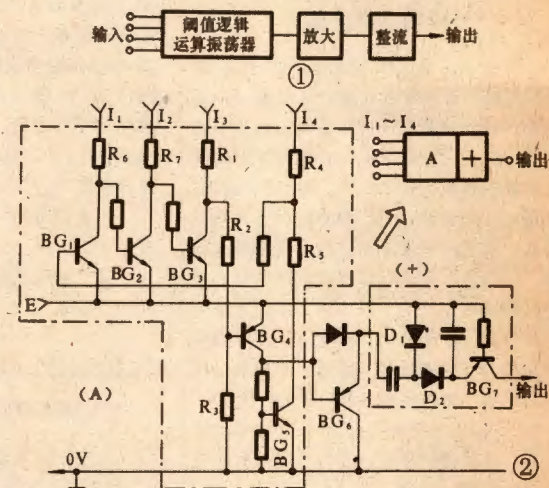 输入
阈值逻辑
运算振荡器
放大
整流
输出
①
I₁ I₂ I₃ I₄
R₆ R₇ R₁ R₄
I₁~I₄
A +
输出
R₂ R₅
BG₁ BG₂ BG₃
(+)
E
BG₄
D₁
(A)
R₃
BG₅
BG₆
D₂
BG₇
输出
0V
②